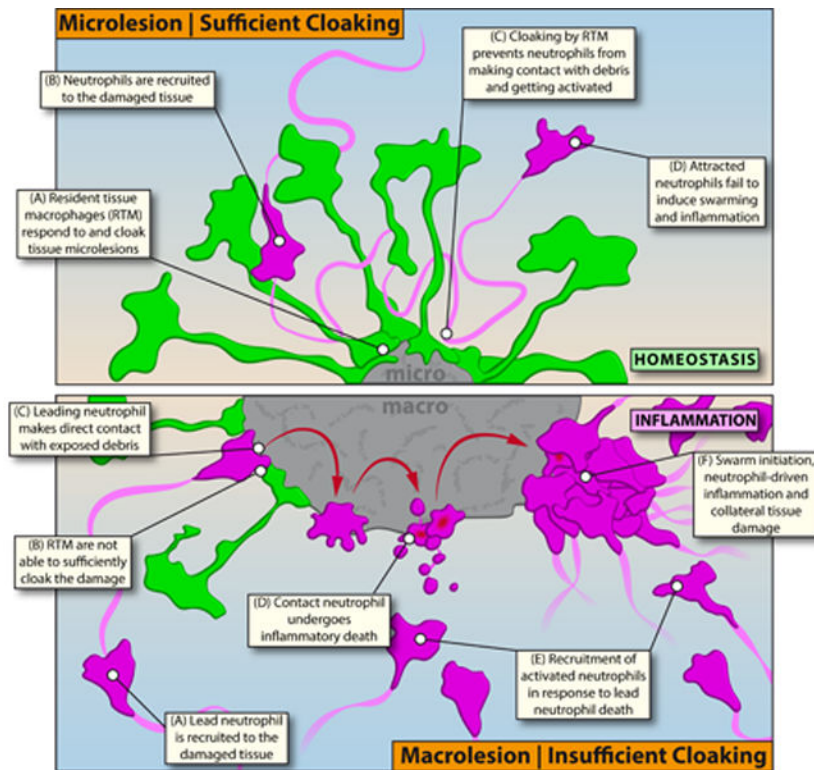 Microlesion | Sufficient Cloaking
(B) Neutrophils are recruited
to the damaged tissue
(C) Cloaking by RTM
prevents neutrophils from
making contact with debris
and getting activated
(A) Resident tissue
macrophages (RTM)
respond to and cloak
tissue microlesions
(D) Attracted
neutrophils fail to
induce swarming
and inflammation
HOMEOSTASIS
micro
macro
INFLAMMATION
(C) Leading neutrophil
makes direct contact
with exposed debris
(B) RTM are not
able to sufficiently
cloak the damage
(F) Swarm initiation,
neutrophil-driven
inflammation and
collateral tissue
damage
(D) Contact neutrophil
undergoes
inflammatory death
(E) Recruitment of
activated neutrophils
in response to lead
neutrophil death
(A) Lead neutrophil
is recruited to the
damaged tissue
Macrolesion | Insufficient Cloaking